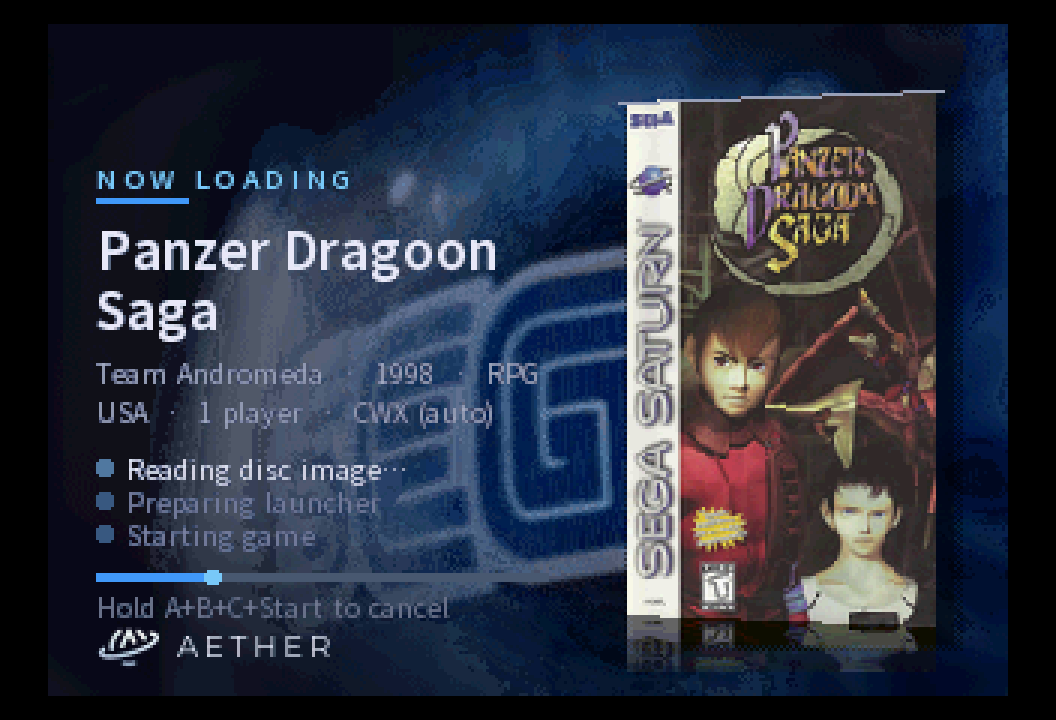 NOW LOADING
Panzer Dragoon
Saga
Team Andromeda · 1998 · RPG
USA · 1 player · CWX (auto)
Reading disc image…
Preparing launcher
Starting game
Hold A+B+C+Start to cancel
AETHER
SEGA
SEGA SATURN
PANZER
DRAGOON
SAGA